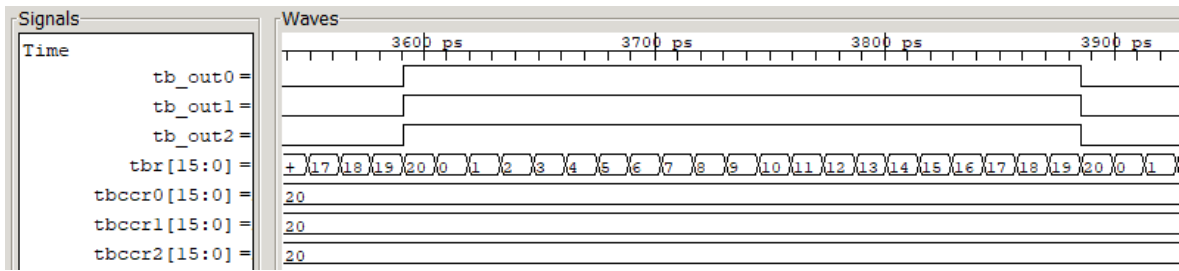 Signals
Waves
Time
3600 ps 3700 ps 3800 ps 3900 ps
tb_out0 =
tb_out1 =
tb_out2 =
tbr[15:0] = + 17 18 19 20 0 1 2 3 4 5 6 7 8 9 10 11 12 13 14 15 16 17 18 19 20 0 1
tbccr0[15:0] = 20
tbccr1[15:0] = 20
tbccr2[15:0] = 20